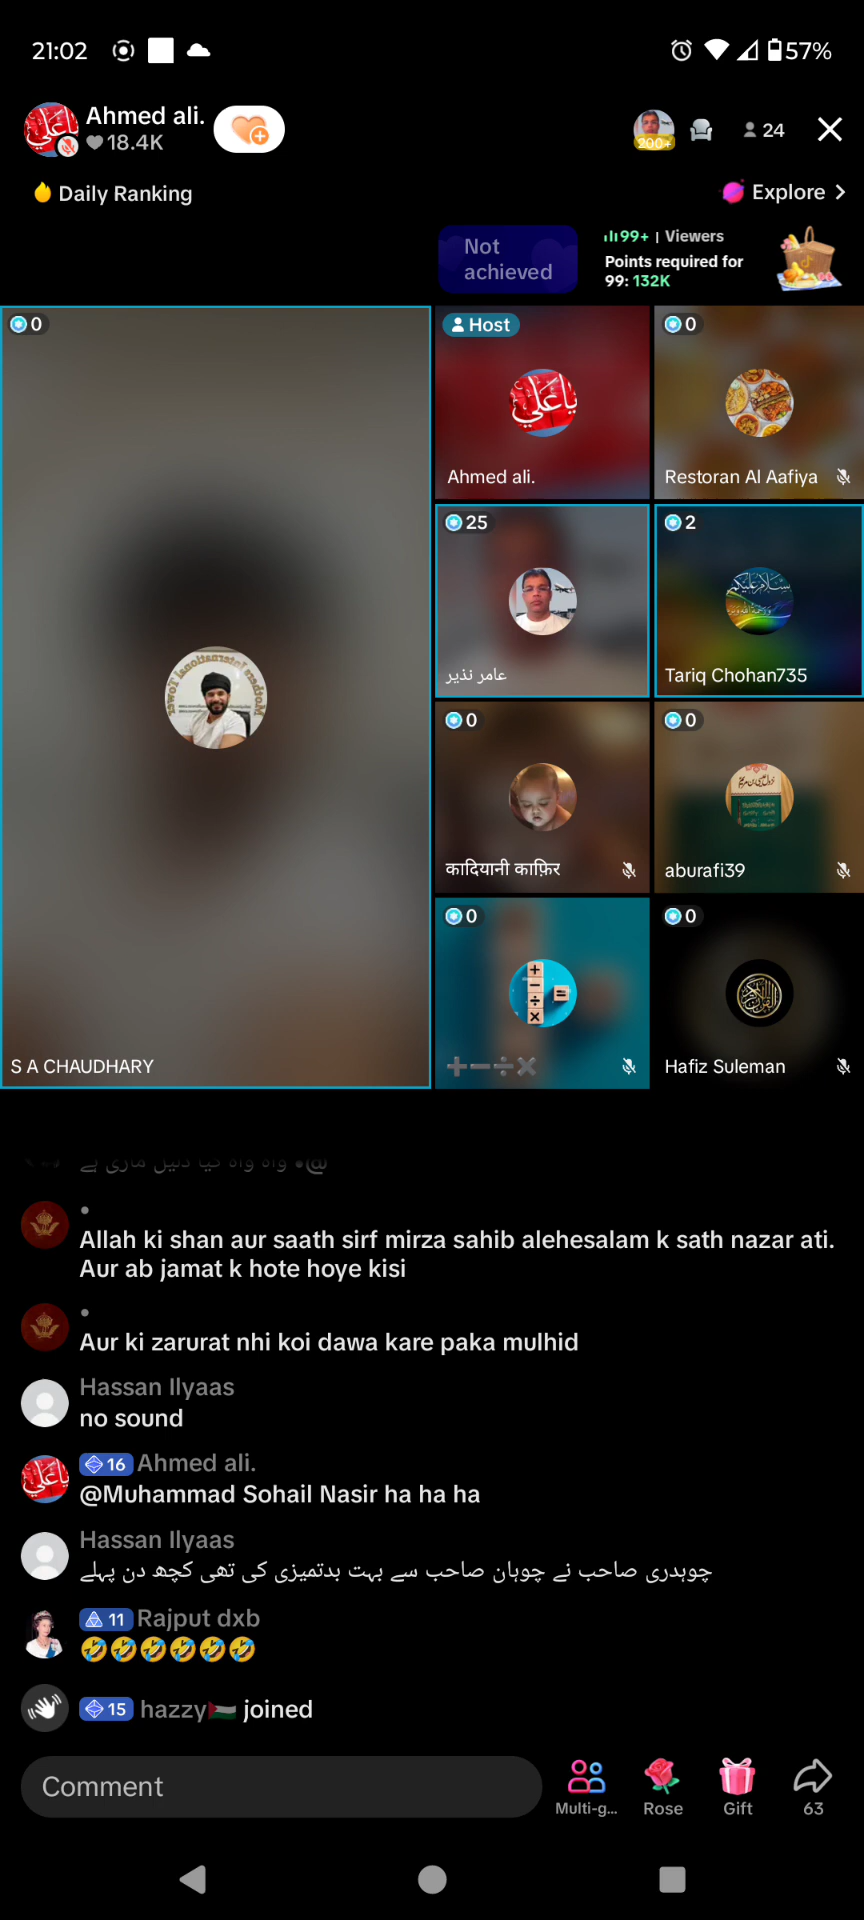 21:02
57%
Ahmed ali.
18.4K
200+
24
Daily Ranking
Explore
Not achieved
99+ | Viewers
Points required for
99: 132K
0
Host
Ahmed ali.
0
Restoran Al Aafiya
25
عامر نذیر
2
Tariq Chohan735
0
कादियानी काफ़िर
0
aburafi39
0
➕➖➗✖
0
Hafiz Suleman
S A CHAUDHARY
•
Allah ki shan aur saath sirf mirza sahib alehesalam k sath nazar ati.
Aur ab jamat k hote hoye kisi
•
Aur ki zarurat nhi koi dawa kare paka mulhid
Hassan Ilyaas
no sound
16 Ahmed ali.
@Muhammad Sohail Nasir ha ha ha
Hassan Ilyaas
چوہدری صاحب نے چوہان صاحب سے بہت بدتمیزی کی تھی کچھ دن پہلے
11 Rajput dxb
🤣🤣🤣🤣🤣🤣
15 hazzy🇵🇸 joined
Comment
Multi-g...
Rose
Gift
63